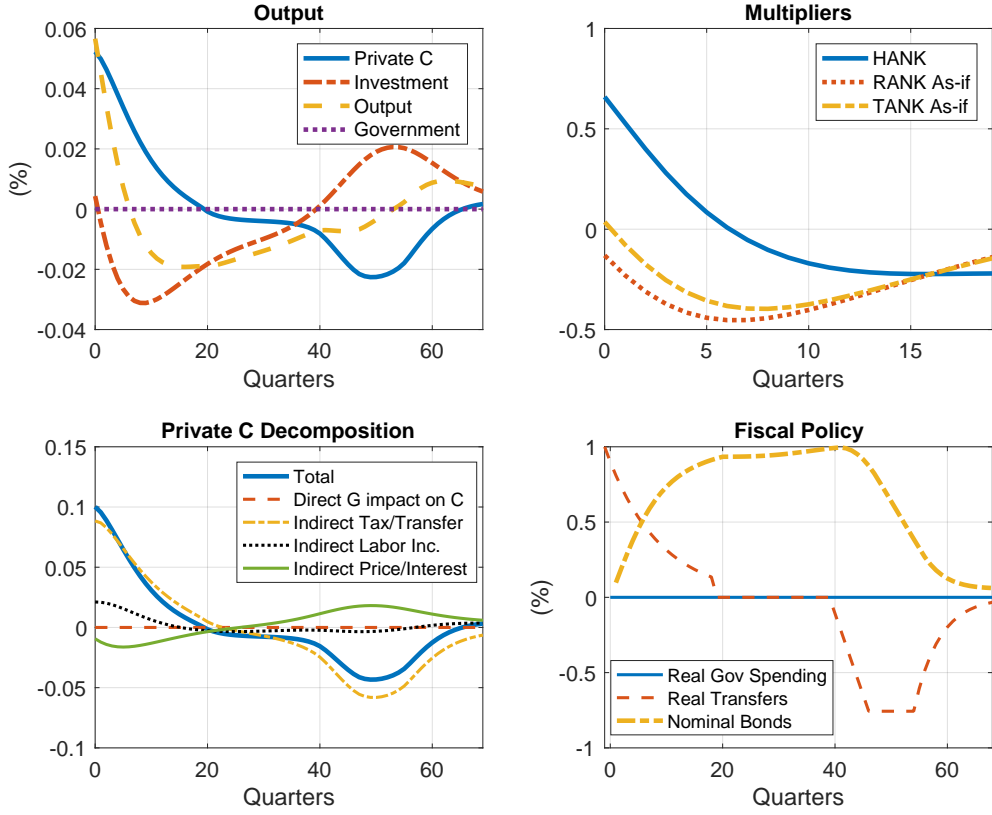 Output
0.06
0.04
0.02
0
-0.02
-0.04
(%)
0
20
40
60
Quarters
Private C
Investment
Output
Government
Multipliers
1
0.5
0
-0.5
0
5
10
15
Quarters
HANK
RANK As-if
TANK As-if
Private C Decomposition
0.15
0.1
0.05
0
-0.05
-0.1
0
20
40
60
Quarters
Total
Direct G impact on C
Indirect Tax/Transfer
Indirect Labor Inc.
Indirect Price/Interest
Fiscal Policy
1
0.5
0
-0.5
-1
(%)
0
20
40
60
Quarters
Real Gov Spending
Real Transfers
Nominal Bonds